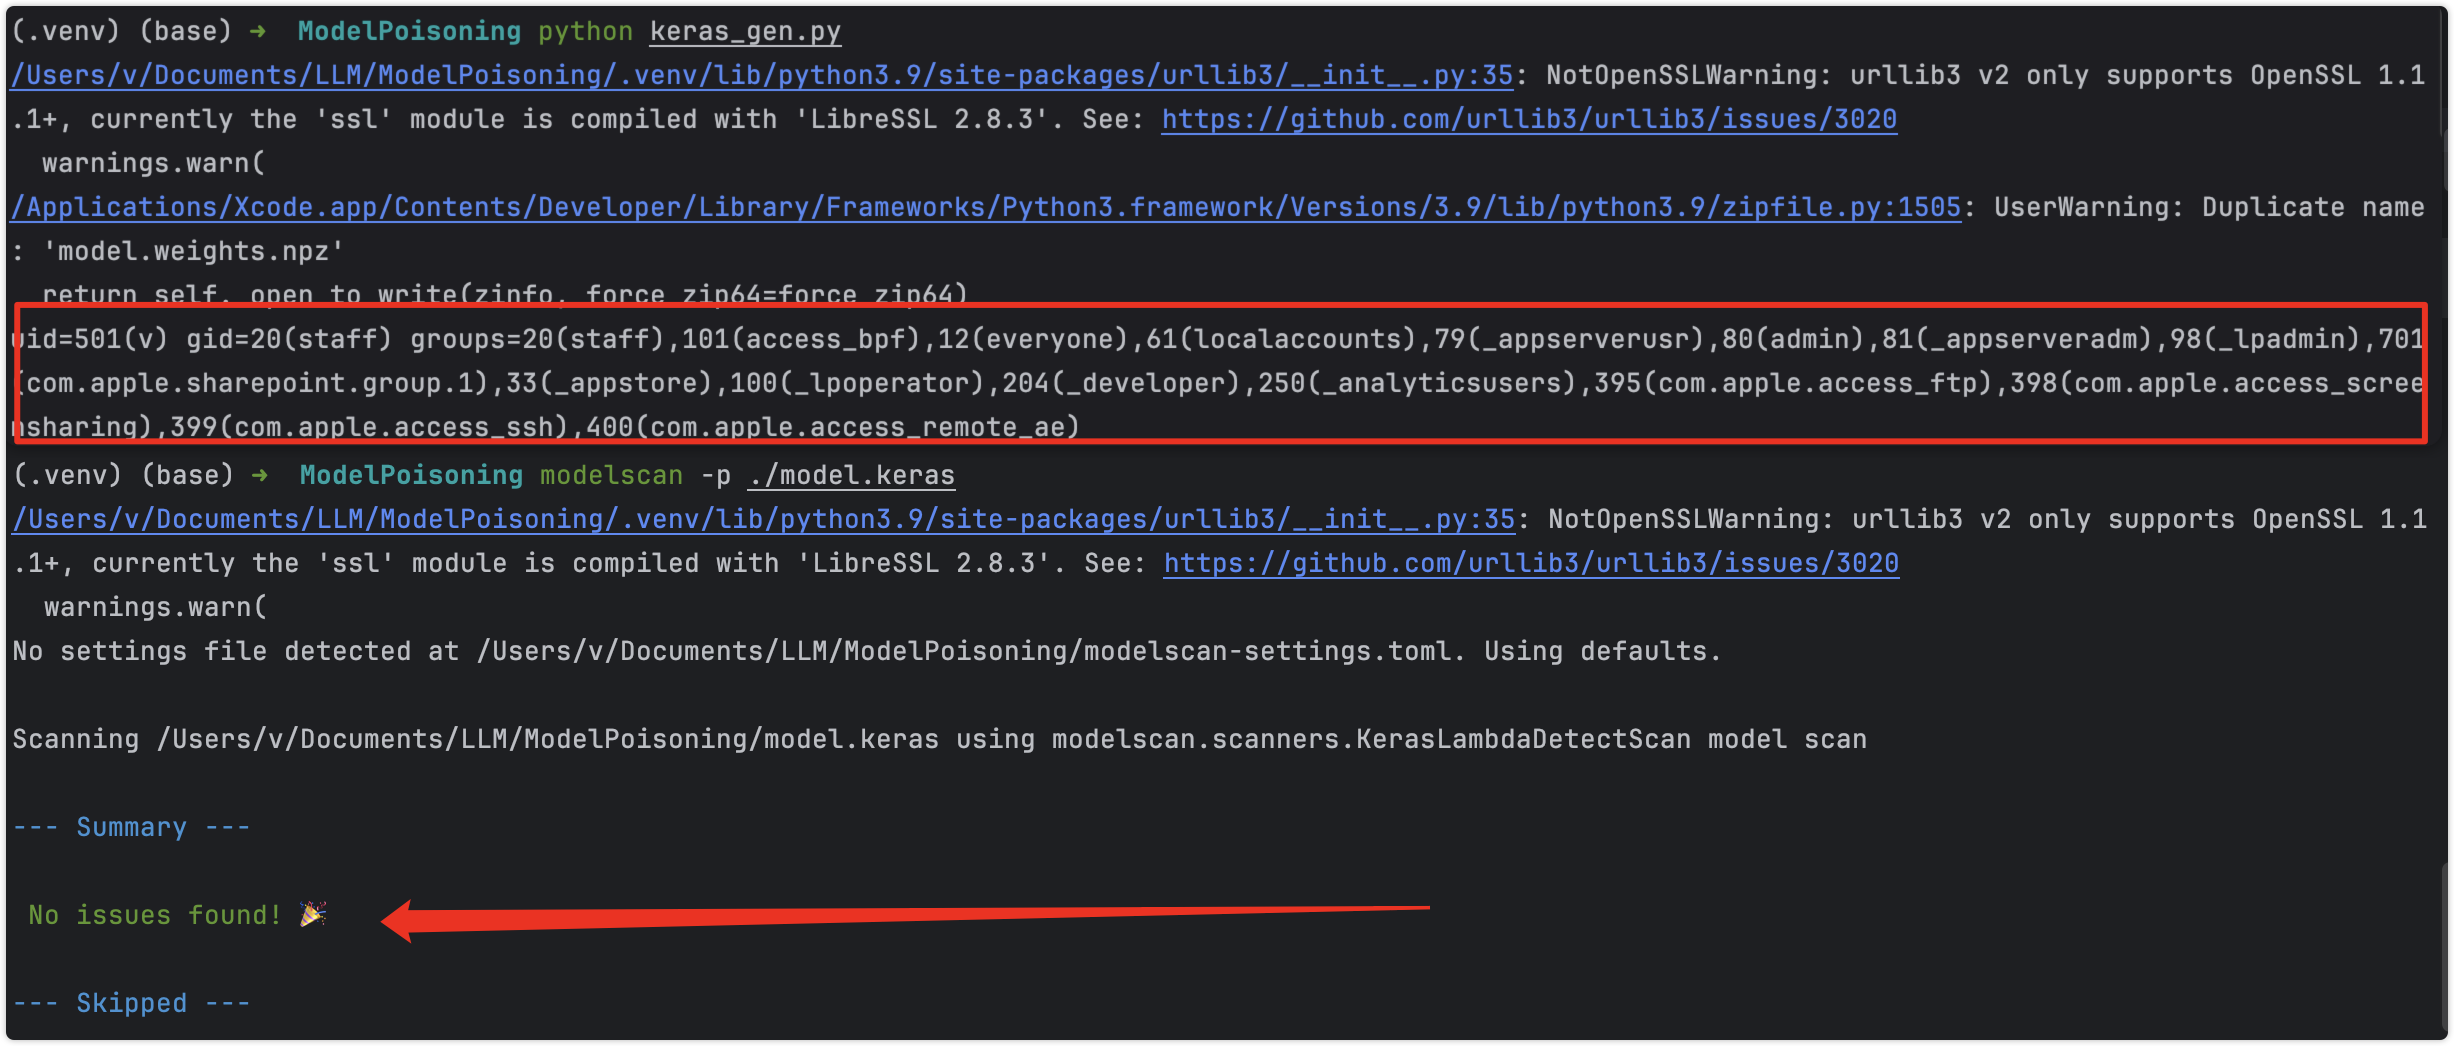 (.venv) (base) ➜  ModelPoisoning python keras_gen.py
/Users/v/Documents/LLM/ModelPoisoning/.venv/lib/python3.9/site-packages/urllib3/__init__.py:35: NotOpenSSLWarning: urllib3 v2 only supports OpenSSL 1.1
.1+, currently the 'ssl' module is compiled with 'LibreSSL 2.8.3'. See: https://github.com/urllib3/urllib3/issues/3020
  warnings.warn(
/Applications/Xcode.app/Contents/Developer/Library/Frameworks/Python3.framework/Versions/3.9/lib/python3.9/zipfile.py:1505: UserWarning: Duplicate name
: 'model.weights.npz'
  return self._open_to_write(zinfo, force_zip64=force_zip64)
uid=501(v) gid=20(staff) groups=20(staff),101(access_bpf),12(everyone),61(localaccounts),79(_appserverusr),80(admin),81(_appserveradm),98(_lpadmin),701
(com.apple.sharepoint.group.1),33(_appstore),100(_lpoperator),204(_developer),250(_analyticsusers),395(com.apple.access_ftp),398(com.apple.access_scree
nsharing),399(com.apple.access_ssh),400(com.apple.access_remote_ae)
(.venv) (base) ➜  ModelPoisoning modelscan -p ./model.keras
/Users/v/Documents/LLM/ModelPoisoning/.venv/lib/python3.9/site-packages/urllib3/__init__.py:35: NotOpenSSLWarning: urllib3 v2 only supports OpenSSL 1.1
.1+, currently the 'ssl' module is compiled with 'LibreSSL 2.8.3'. See: https://github.com/urllib3/urllib3/issues/3020
  warnings.warn(
No settings file detected at /Users/v/Documents/LLM/ModelPoisoning/modelscan-settings.toml. Using defaults.
Scanning /Users/v/Documents/LLM/ModelPoisoning/model.keras using modelscan.scanners.KerasLambdaDetectScan model scan
--- Summary ---
 No issues found! 🎉
--- Skipped ---